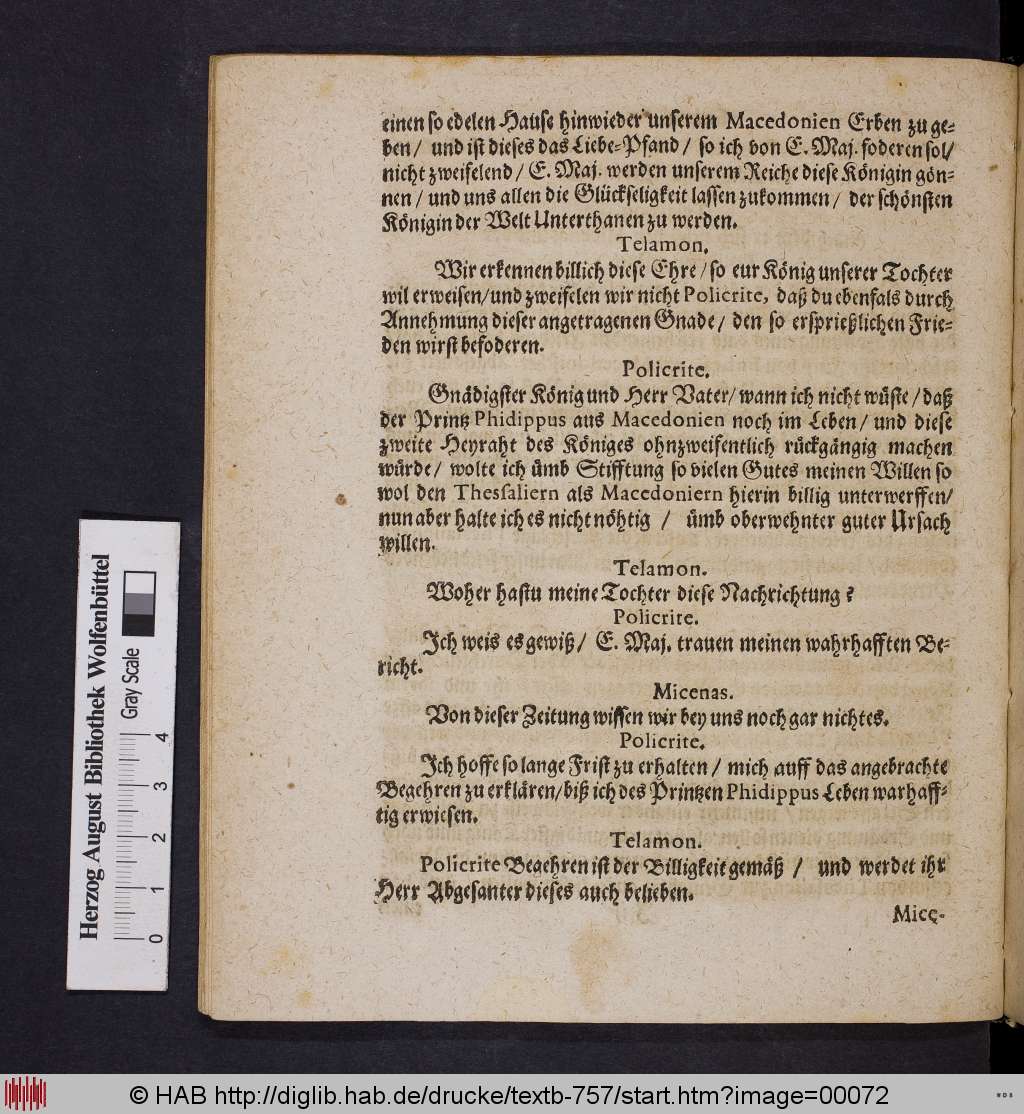 einen so edelen Hause hinwieder unserem Macedonien Erben zu ge-
ben / und ist dieses das Liebe-Pfand / so ich von E. Maj. foderen sol /
nicht zweifelend / E. Maj. werden unserem Reiche diese Königin gön-
nen / und uns allen die Glückseligkeit lassen zukommen / der schönsten
Königin der Welt Unterthanen zu werden.
Telamon.
Wir erkennen billich diese Ehre / so eur König unserer Tochter
wil erweisen / und zweifelen wir nicht Policrite, daß du ebenfals durch
Annehmung dieser angetragenen Gnade / den so ersprießlichen Frie-
den wirst befoderen.
Policrite.
Gnädigster König und Herr Vater / wann ich nicht wüste / daß
der Printz Phidippus aus Macedonien noch im Leben / und diese
zweite Heyraht des Königes ohnzweifentlich rückgängig machen
würde / wolte ich ümb Stifftung so vielen Gutes meinen Willen so
wol den Thessaliern als Macedoniern hierin billig unterwerffen /
nun aber halte ich es nicht nöhtig / ümb oberwehnter guter Ursach
willen.
Telamon.
Woher hastu meine Tochter diese Nachrichtung?
Policrite.
Ich weis es gewiß / E. Maj. trauen meinen wahrhafften Be-
richt.
Micenas.
Von dieser Zeitung wissen wir bey uns noch gar nichtes.
Policrite.
Ich hoffe so lange Frist zu erhalten / mich auff das angebrachte
Begehren zu erklären / biß ich des Printzen Phidippus Leben warhaff-
tig erwiesen.
Telamon.
Policrite Begehren ist der Billigkeit gemäß / und werdet ihr
Herr Abgesanter dieses auch belieben.
Mice-
Herzog August Bibliothek Wolfenbüttel
Gray Scale
0 1 2 3 4
© HAB http://diglib.hab.de/drucke/textb-757/start.htm?image=00072
WDB